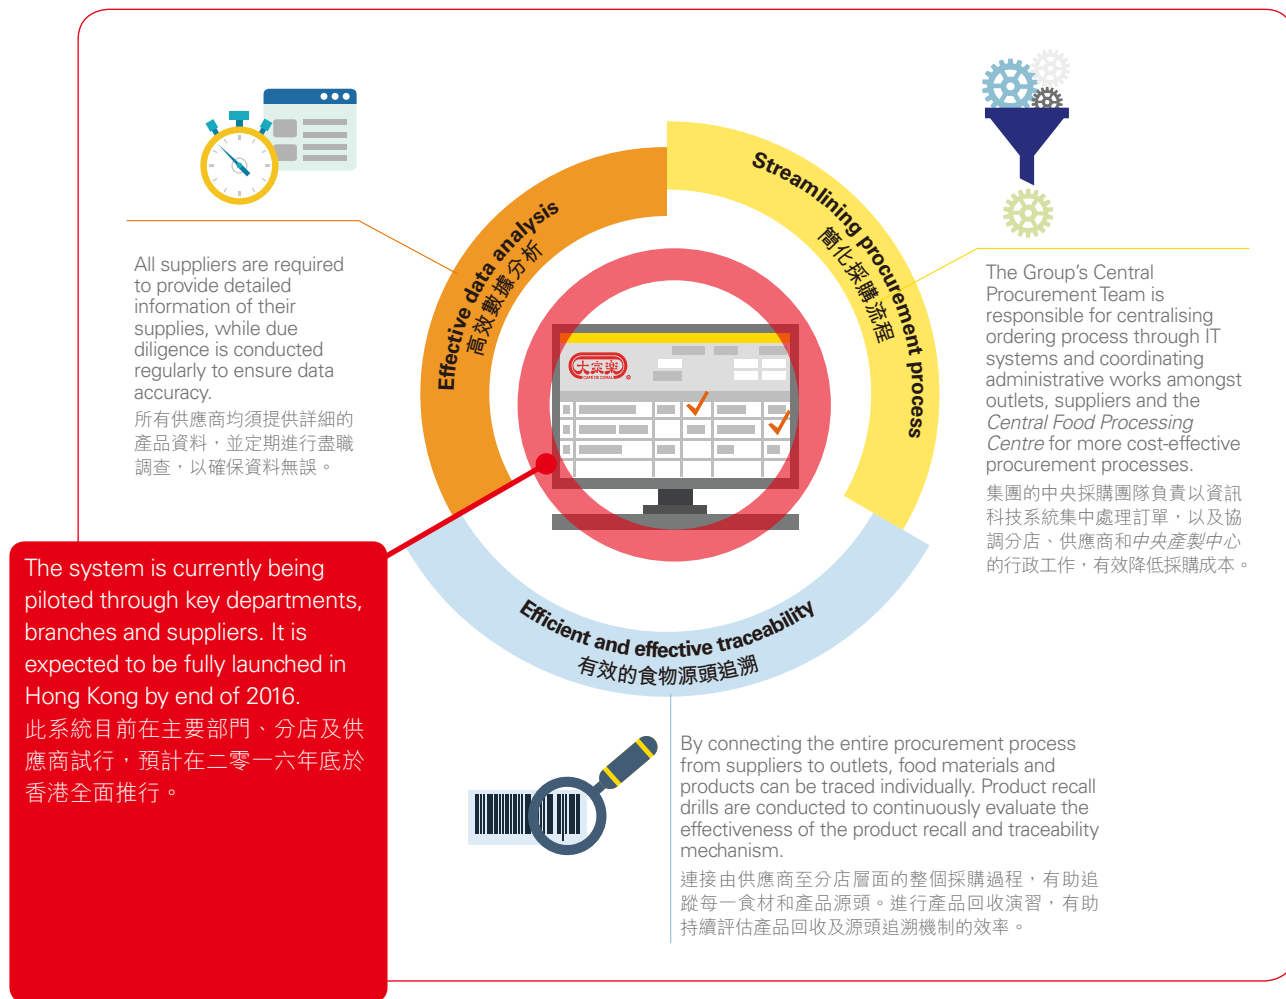 Effective data analysis
高效數據分析
Streamlining procurement process
簡化採購流程
Efficient and effective traceability
有效的食物源頭追溯
大家樂
CAFÉ DE CORAL
All suppliers are required
to provide detailed
information of their
supplies, while due
diligence is conducted
regularly to ensure data
accuracy.
所有供應商均須提供詳細的
產品資料，並定期進行盡職
調查，以確保資料無誤。
The Group’s Central
Procurement Team is
responsible for centralising
ordering process through IT
systems and coordinating
administrative works amongst
outlets, suppliers and the
Central Food Processing
Centre for more cost-effective
procurement processes.
集團的中央採購團隊負責以資訊
科技系統集中處理訂單，以及協
調分店、供應商和中央產製中心
的行政工作，有效降低採購成本。
The system is currently being
piloted through key departments,
branches and suppliers. It is
expected to be fully launched in
Hong Kong by end of 2016.
此系統目前在主要部門、分店及供
應商試行，預計在二零一六年底於
香港全面推行。
By connecting the entire procurement process
from suppliers to outlets, food materials and
products can be traced individually. Product recall
drills are conducted to continuously evaluate the
effectiveness of the product recall and traceability
mechanism.
連接由供應商至分店層面的整個採購過程，有助追
蹤每一食材和產品源頭。進行產品回收演習，有助
持續評估產品回收及源頭追溯機制的效率。